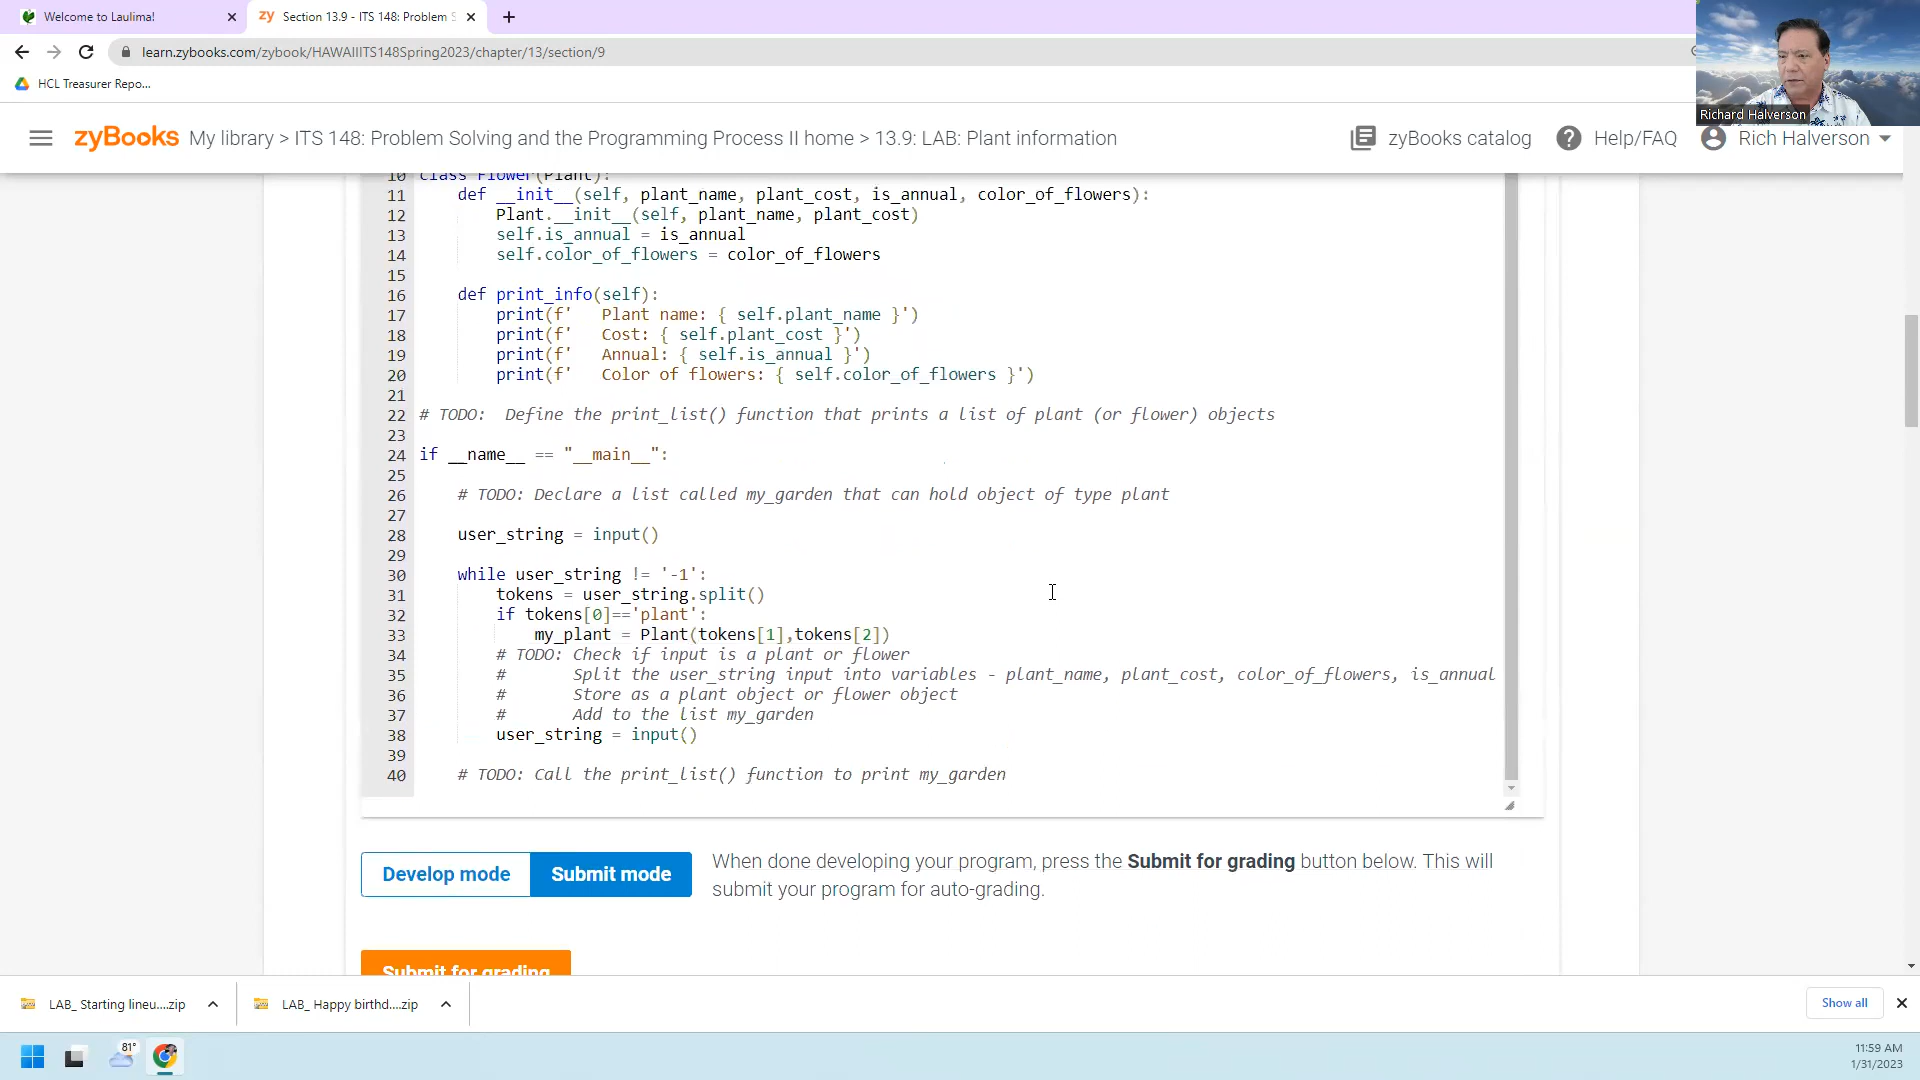 Welcome to Laulima!
zy Section 13.9 - ITS 148: Problem S
learn.zybooks.com/zybook/HAWAIIITS148Spring2023/chapter/13/section/9
HCL Treasurer Repo...
Richard Halverson
zyBooks My library > ITS 148: Problem Solving and the Programming Process II home > 13.9: LAB: Plant information
zyBooks catalog
Help/FAQ
Rich Halverson
10 class Flower(Plant):
11 def __init__(self, plant_name, plant_cost, is_annual, color_of_flowers):
12 Plant.__init__(self, plant_name, plant_cost)
13 self.is_annual = is_annual
14 self.color_of_flowers = color_of_flowers
15
16 def print_info(self):
17 print(f'   Plant name: { self.plant_name }')
18 print(f'   Cost: { self.plant_cost }')
19 print(f'   Annual: { self.is_annual }')
20 print(f'   Color of flowers: { self.color_of_flowers }')
21
22 # TODO:  Define the print_list() function that prints a list of plant (or flower) objects
23
24 if __name__ == "__main__":
25
26 # TODO: Declare a list called my_garden that can hold object of type plant
27
28 user_string = input()
29
30 while user_string != '-1':
31 tokens = user_string.split()
32 if tokens[0]=='plant':
33 my_plant = Plant(tokens[1],tokens[2])
34 # TODO: Check if input is a plant or flower
35 #       Split the user_string input into variables - plant_name, plant_cost, color_of_flowers, is_annual
36 #       Store as a plant object or flower object
37 #       Add to the list my_garden
38 user_string = input()
39
40 # TODO: Call the print_list() function to print my_garden
Develop mode
Submit mode
When done developing your program, press the Submit for grading button below. This will
submit your program for auto-grading.
Submit for grading
LAB_ Starting lineu....zip
LAB_ Happy birthd....zip
Show all
81°
11:59 AM
1/31/2023